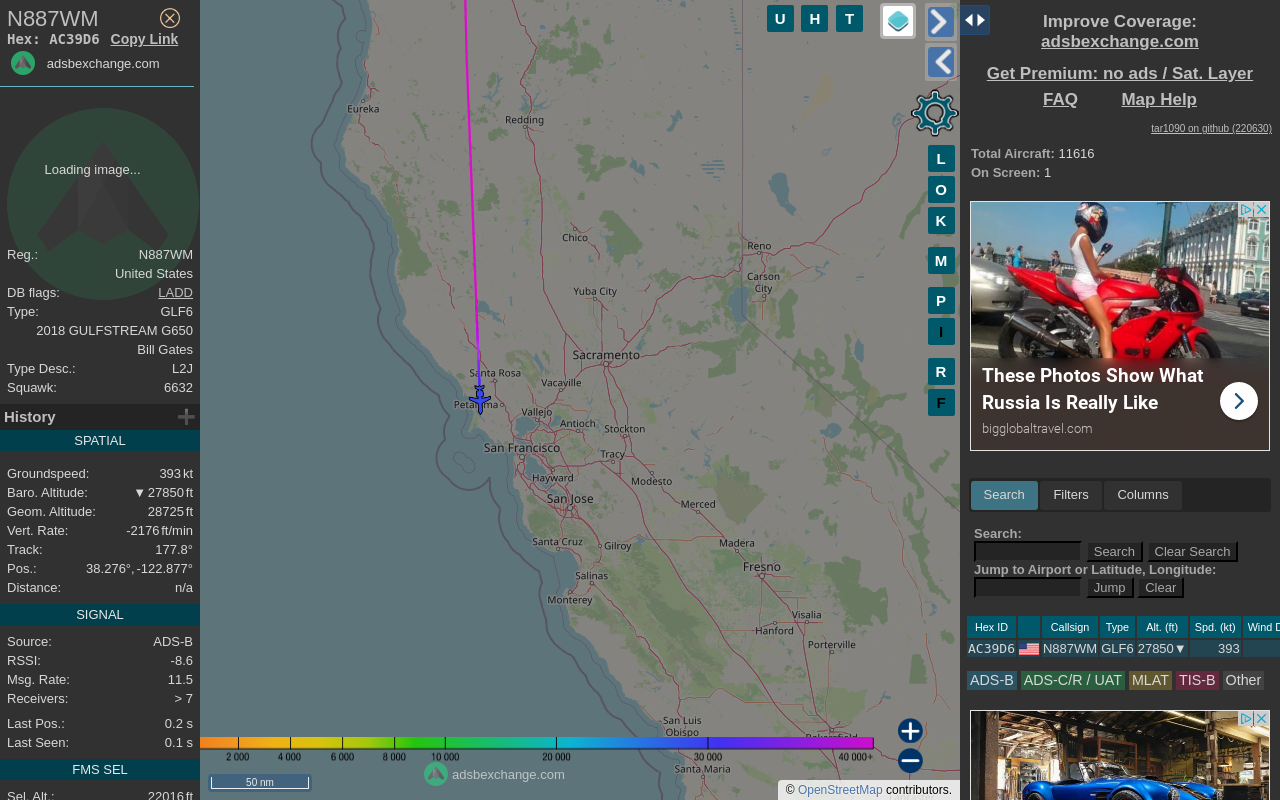 N887WM
Hex: AC39D6 Copy Link
adsbexchange.com
Loading image...
Reg.: N887WM
United States
DB flags: LADD
Type: GLF6
2018 GULFSTREAM G650
Bill Gates
Type Desc.: L2J
Squawk: 6632
History
SPATIAL
Groundspeed: 393 kt
Baro. Altitude: ▼ 27850 ft
Geom. Altitude: 28725 ft
Vert. Rate: -2176 ft/min
Track: 177.8°
Pos.: 38.276°, -122.877°
Distance: n/a
SIGNAL
Source: ADS-B
RSSI: -8.6
Msg. Rate: 11.5
Receivers: > 7
Last Pos.: 0.2 s
Last Seen: 0.1 s
FMS SEL
Sel. Alt.: 22016 ft
U H T
L
O
K
M
P
I
R
F
Eureka
Redding
Chico
Reno
Carson
City
Yuba City
Sacramento
Santa Rosa
Vacaville
Petaluma
Vallejo
Antioch
Stockton
San Francisco
Tracy
Hayward
Modesto
San Jose
Merced
Santa Cruz
Gilroy
Madera
Fresno
Salinas
Monterey
Visalia
Hanford
Porterville
San Luis
Obispo
Bakersfield
Santa Maria
2 000 4 000 6 000 8 000 10 000 20 000 30 000 40 000+
adsbexchange.com
50 nm
© OpenStreetMap contributors.
Improve Coverage:
adsbexchange.com
Get Premium: no ads / Sat. Layer
FAQ Map Help
tar1090 on github (220630)
Total Aircraft: 11616
On Screen: 1
These Photos Show What
Russia Is Really Like
bigglobaltravel.com
Search Filters Columns
Search:
Search Clear Search
Jump to Airport or Latitude, Longitude:
Jump Clear
Hex ID Callsign Type Alt. (ft) Spd. (kt) Wind D
AC39D6 N887WM GLF6 27850▼ 393
ADS-B ADS-C/R / UAT MLAT TIS-B Other